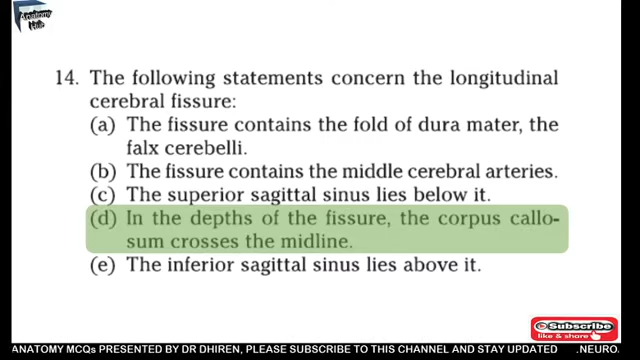 Anatomy
Hub
14. The following statements concern the longitudinal
cerebral fissure:
(a) The fissure contains the fold of dura mater, the
falx cerebelli.
(b) The fissure contains the middle cerebral arteries.
(c) The superior sagittal sinus lies below it.
(d) In the depths of the fissure, the corpus callo-
sum crosses the midline.
(e) The inferior sagittal sinus lies above it.
Subscribe
like & share
ANATOMY MCQs PRESENTED BY DR DHIREN, PLEASE SUBSCRIBE TO THIS CHANNEL AND STAY UPDATED .NEURO.